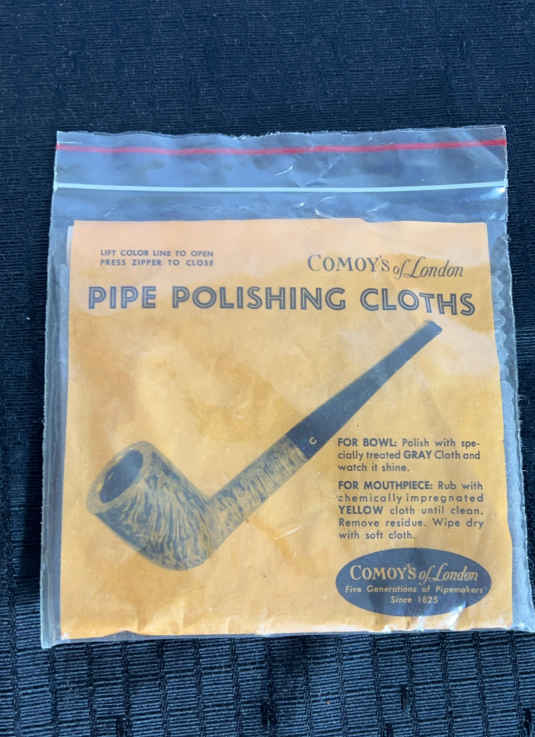 LIFT COLOR LINE TO OPEN
PRESS ZIPPER TO CLOSE
COMOY'S of London
PIPE POLISHING CLOTHS
C
FOR BOWL: Polish with spe-
cially treated GRAY Cloth and
watch it shine.
FOR MOUTHPIECE: Rub with
chemically impregnated
YELLOW cloth until clean.
Remove residue. Wipe dry
with soft cloth.
COMOY'S of London
Five Generations of Pipemakers
Since 1825